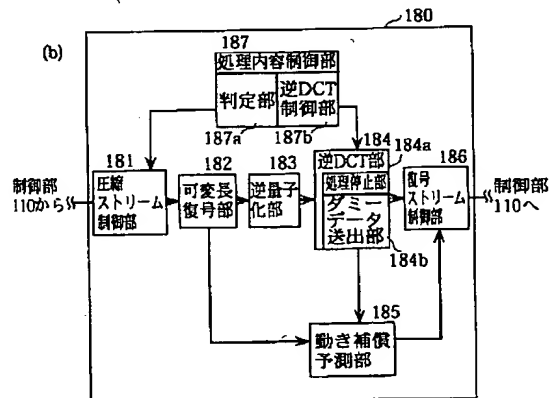 (b)
180
187
処理内容制御部
判定部
逆DCT
制御部
187a
187b
184
184a
181
182
183
186
制御部
110から
圧縮
ストリーム
制御部
可変長
復号部
逆量子
化部
逆DCT部
処理停止部
ダミー
データ
送出部
184b
復号
ストリーム
制御部
制御部
110へ
185
動き補償
予測部